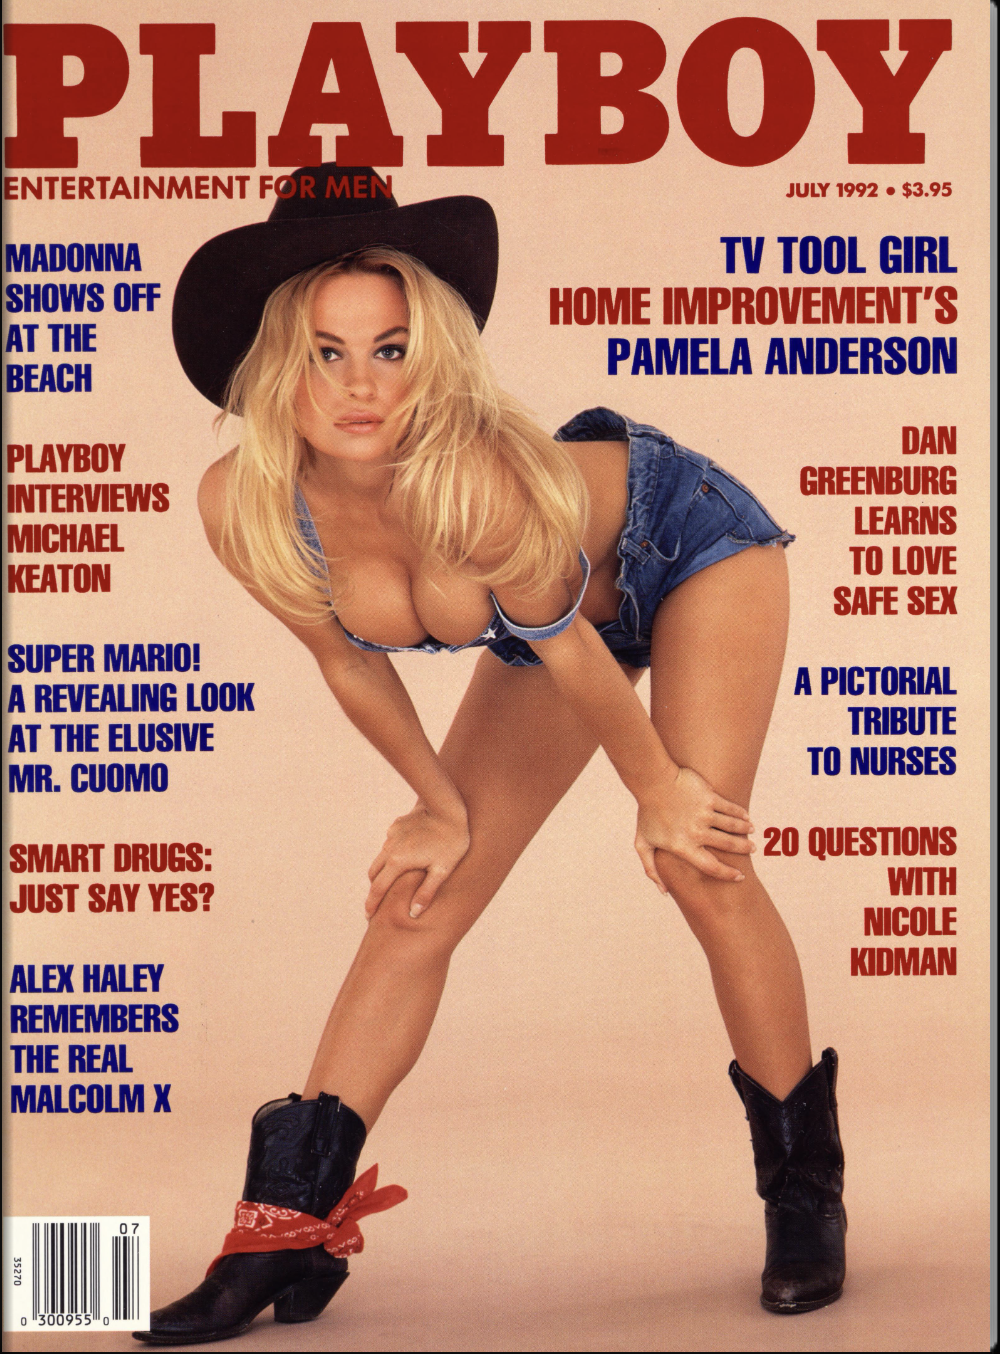 PLAYBOY
ENTERTAINMENT FOR MEN
JULY 1992 • $3.95
MADONNA
SHOWS OFF
AT THE
BEACH
PLAYBOY
INTERVIEWS
MICHAEL
KEATON
SUPER MARIO!
A REVEALING LOOK
AT THE ELUSIVE
MR. CUOMO
SMART DRUGS:
JUST SAY YES?
ALEX HALEY
REMEMBERS
THE REAL
MALCOLM X
TV TOOL GIRL
HOME IMPROVEMENT'S
PAMELA ANDERSON
DAN
GREENBURG
LEARNS
TO LOVE
SAFE SEX
A PICTORIAL
TRIBUTE
TO NURSES
20 QUESTIONS
WITH
NICOLE
KIDMAN
07
35270
0 300955 0